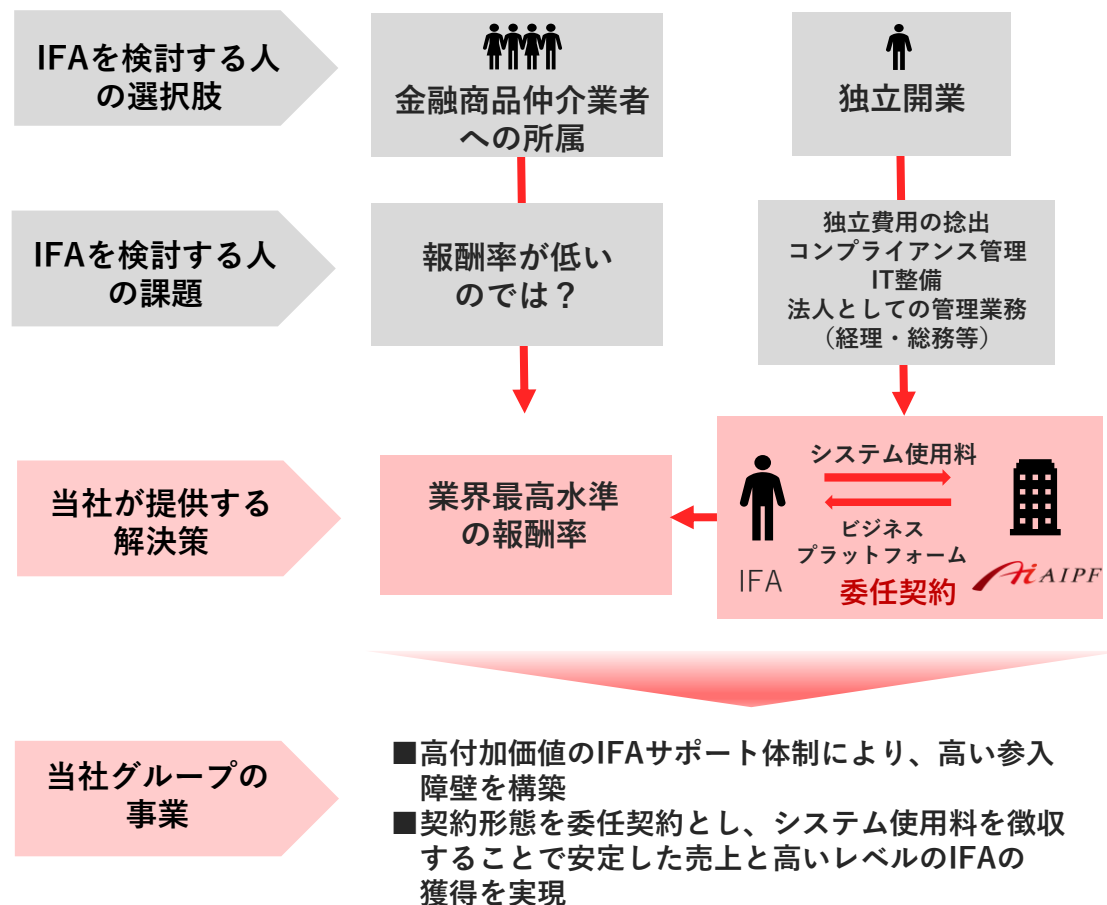 IFAを検討する人
の選択肢
金融商品仲介業者
への所属
独立開業
IFAを検討する人
の課題
報酬率が低い
のでは？
独立費用の捻出
コンプライアンス管理
IT整備
法人としての管理業務
（経理・総務等）
当社が提供する
解決策
業界最高水準
の報酬率
システム使用料
ビジネス
プラットフォーム
委任契約
IFA
Ai AIPF
当社グループの
事業
■高付加価値のIFAサポート体制により、高い参入
障壁を構築
■契約形態を委任契約とし、システム使用料を徴収
することで安定した売上と高いレベルのIFAの
獲得を実現